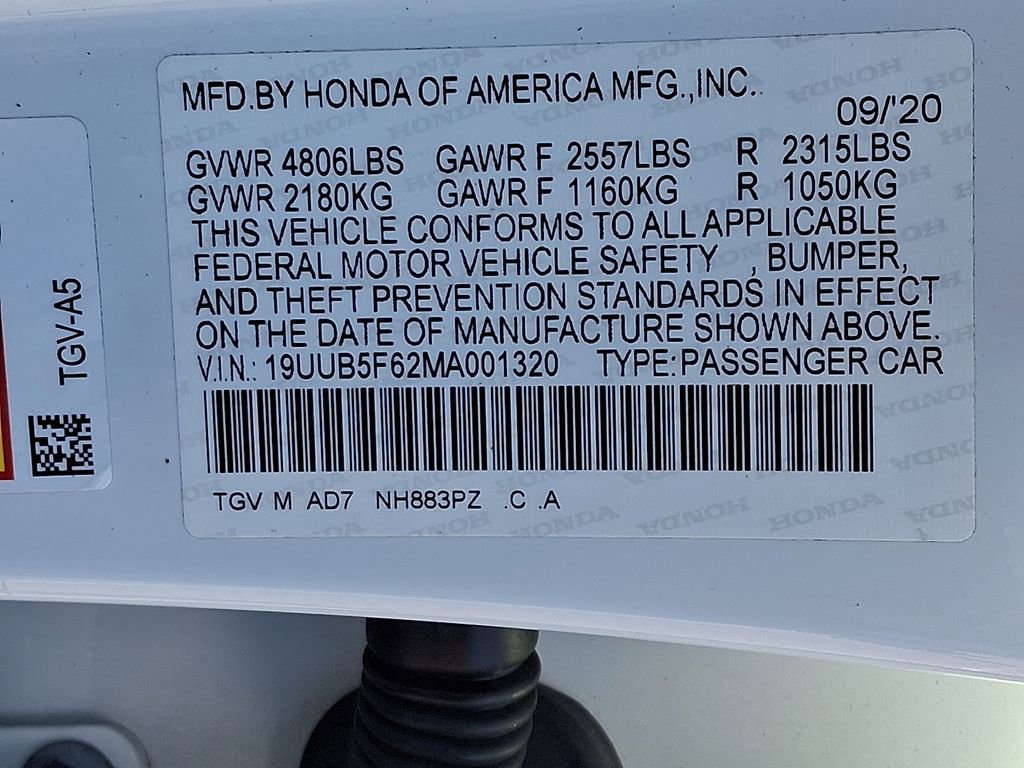 MFD.BY HONDA OF AMERICA MFG.,INC.
09/'20
GVWR 4806LBS GAWR F 2557LBS R 2315LBS
GVWR 2180KG GAWR F 1160KG R 1050KG
THIS VEHICLE CONFORMS TO ALL APPLICABLE
FEDERAL MOTOR VEHICLE SAFETY , BUMPER,
AND THEFT PREVENTION STANDARDS IN EFFECT
ON THE DATE OF MANUFACTURE SHOWN ABOVE.
V.I.N.: 19UUB5F62MA001320 TYPE:PASSENGER CAR
TGV M AD7 NH883PZ .C .A
TGV-A5